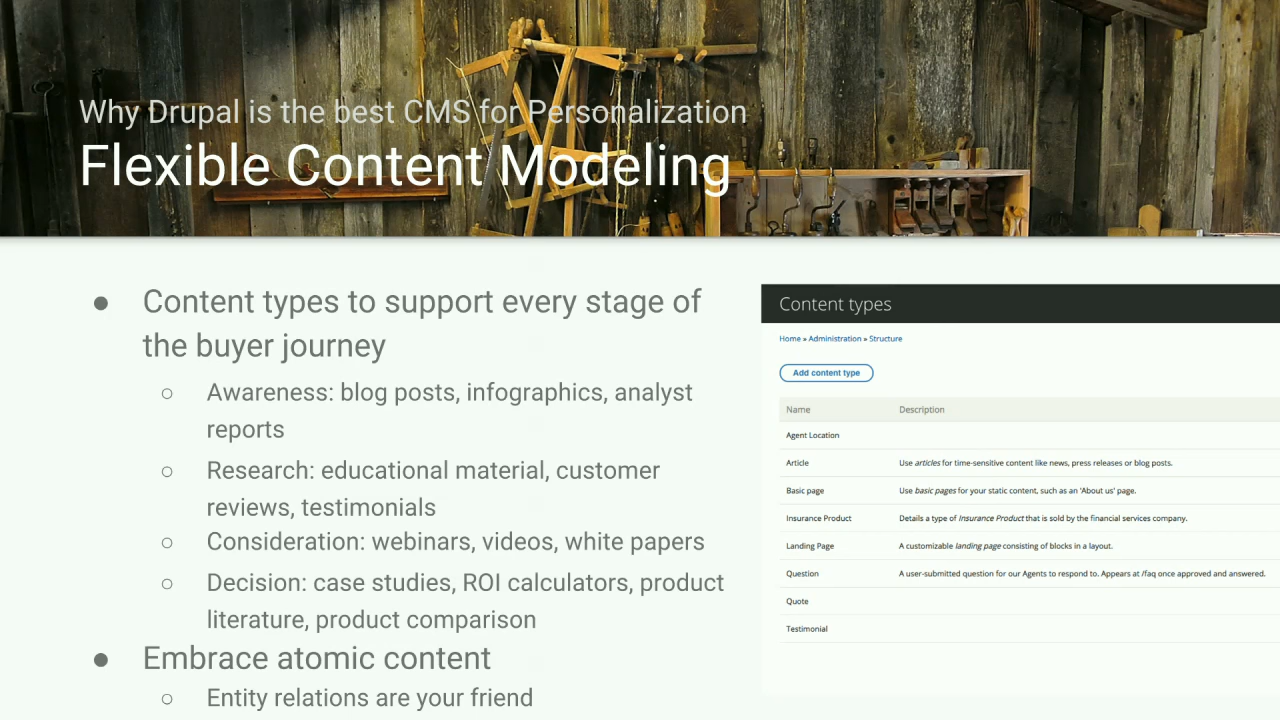 Why Drupal is the best CMS for Personalization
Flexible Content Modeling
● Content types to support every stage of
the buyer journey
○ Awareness: blog posts, infographics, analyst
reports
○ Research: educational material, customer
reviews, testimonials
○ Consideration: webinars, videos, white papers
○ Decision: case studies, ROI calculators, product
literature, product comparison
● Embrace atomic content
○ Entity relations are your friend
Content types
Home » Administration » Structure
Add content type
Name Description
Agent Location
Article Use articles for time-sensitive content like news, press releases or blog posts.
Basic page Use basic pages for your static content, such as an 'About us' page.
Insurance Product Details a type of Insurance Product that is sold by the financial services company.
Landing Page A customizable landing page consisting of blocks in a layout.
Question A user-submitted question for our Agents to respond to. Appears at /faq once approved and answered.
Quote
Testimonial